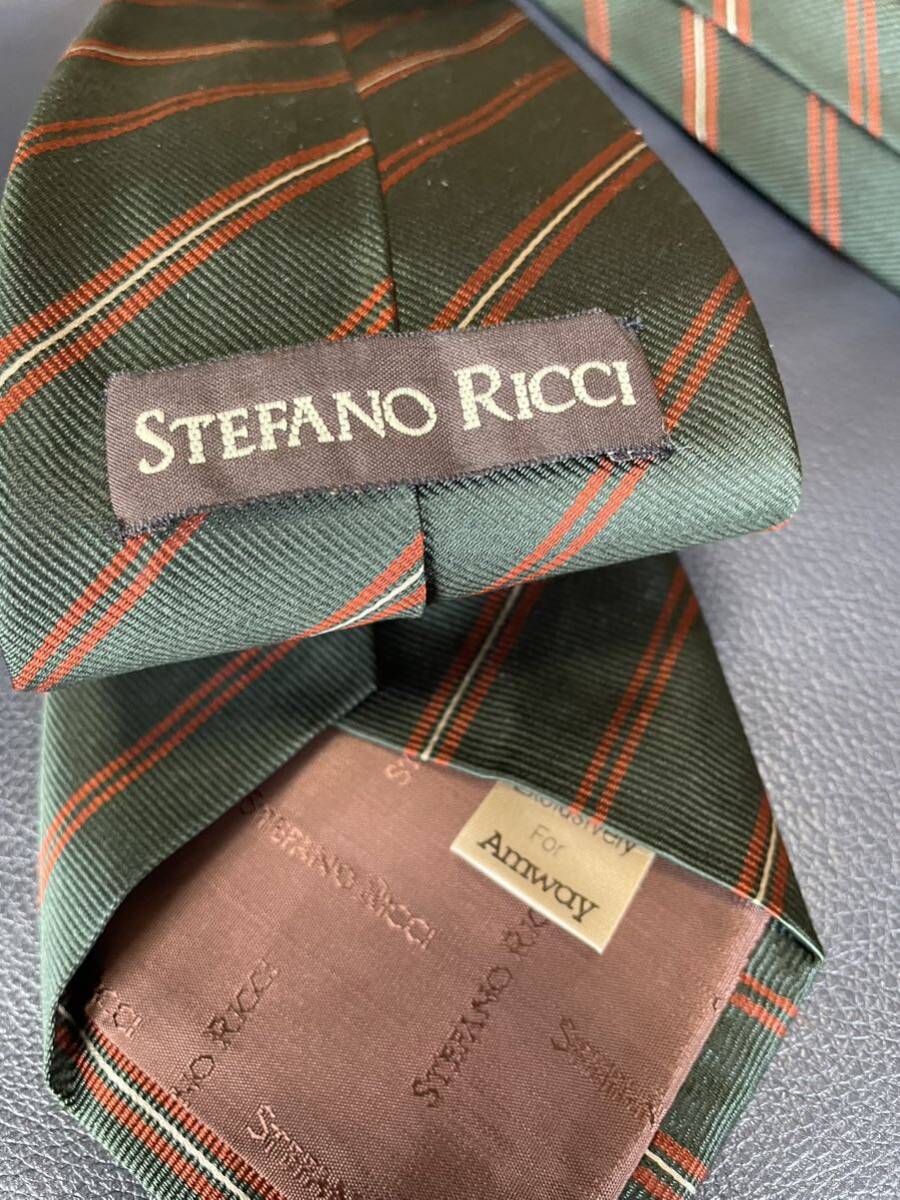 STEFANO RICCI
Exclusively
For
Amway
STEFANO RICCI
STEFANO RICCI
STEFANO
RICCI